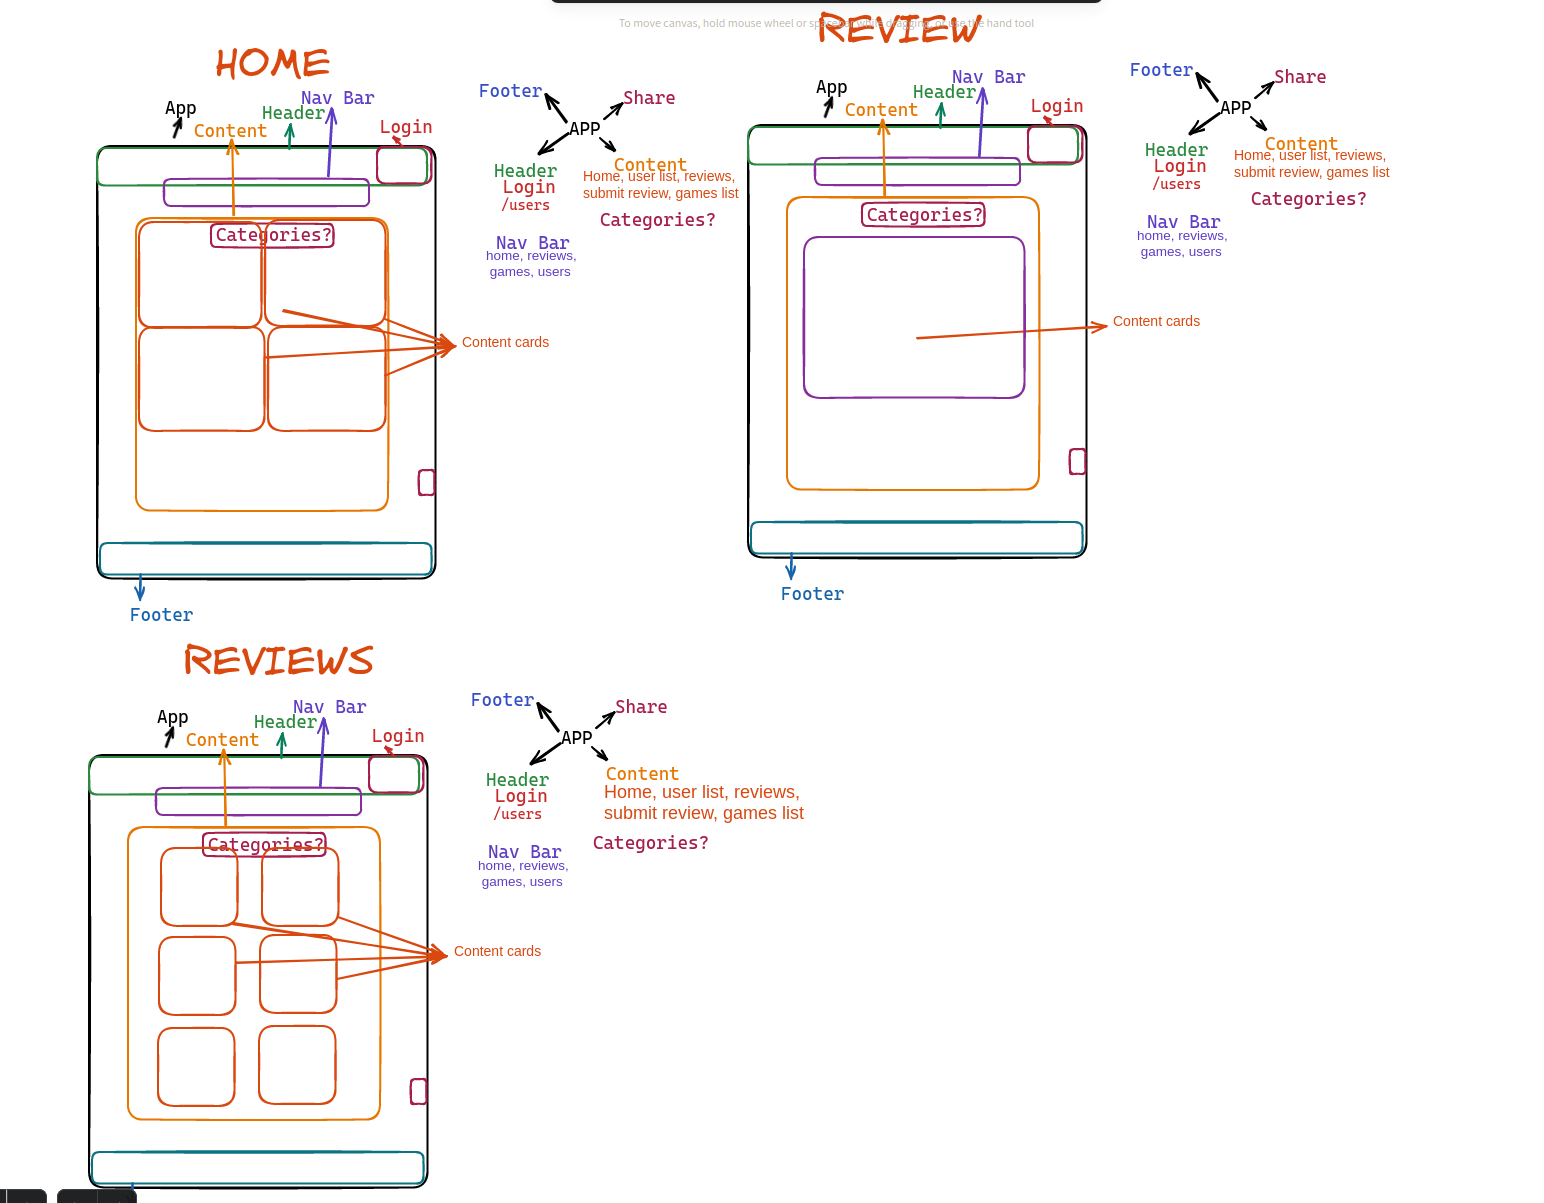 To move canvas, hold mouse wheel or spacebar while dragging, or use the hand tool
HOME
App
Content
Header
Nav Bar
Login
Categories?
Content cards
Footer
Footer
Share
APP
Header
Login
/users
Content
Home, user list, reviews,
submit review, games list
Categories?
Nav Bar
home, reviews,
games, users
REVIEW
App
Content
Header
Nav Bar
Login
Categories?
Content cards
Footer
Footer
Share
APP
Header
Login
/users
Content
Home, user list, reviews,
submit review, games list
Categories?
Nav Bar
home, reviews,
games, users
REVIEWS
App
Content
Header
Nav Bar
Login
Categories?
Content cards
Footer
Share
APP
Header
Login
/users
Content
Home, user list, reviews,
submit review, games list
Categories?
Nav Bar
home, reviews,
games, users